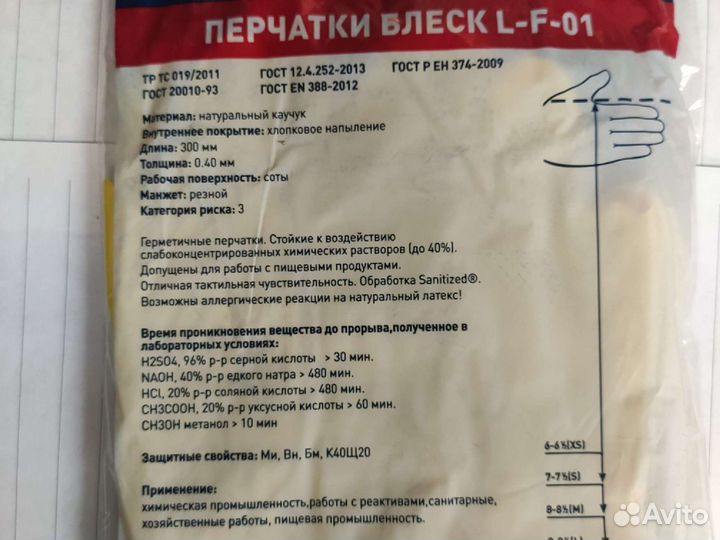 ПЕРЧАТКИ БЛЕСК L-F-01
ТР ТС 019/2011 ГОСТ 12.4.252-2013 ГОСТ Р ЕН 374-2009
ГОСТ 20010-93 ГОСТ EN 388-2012
Материал: натуральный каучук
Внутреннее покрытие: хлопковое напыление
Длина: 300 мм
Толщина: 0.40 мм
Рабочая поверхность: соты
Манжет: резной
Категория риска: 3
Герметичные перчатки. Стойкие к воздействию
слабоконцентрированных химических растворов (до 40%).
Допущены для работы с пищевыми продуктами.
Отличная тактильная чувствительность. Обработка Sanitized®.
Возможны аллергические реакции на натуральный латекс!
Время проникновения вещества до прорыва,полученное в
лабораторных условиях:
H2SO4, 96% р-р серной кислоты > 30 мин.
NAOH, 40% р-р едкого натра > 480 мин.
HCl, 20% р-р соляной кислоты > 480 мин.
CH3COOH, 20% р-р уксусной кислоты > 60 мин.
CH3OH метанол > 10 мин
Защитные свойства: Ми, Вн, Бм, К40Щ20
Применение:
химическая промышленность,работы с реактивами,санитарные,
хозяйственные работы, пищевая промышленность.
6-6½(XS)
7-7½(S)
8-8½(M)
Avito